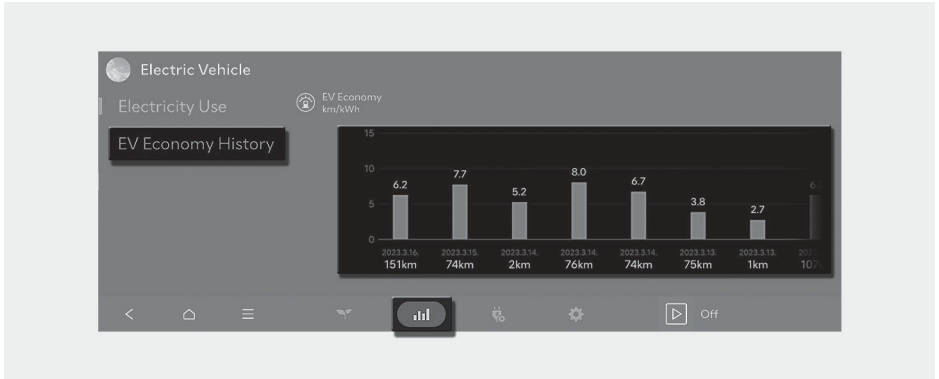 Electric Vehicle
Electricity Use
EV Economy
km/kWh
EV Economy History
15
10
5
0
6.2
7.7
5.2
8.0
6.7
3.8
2.7
2023.3.16.
2023.3.15.
2023.3.14.
2023.3.14.
2023.3.14.
2023.3.13.
2023.3.13.
151km
74km
2km
76km
74km
75km
1km
Off